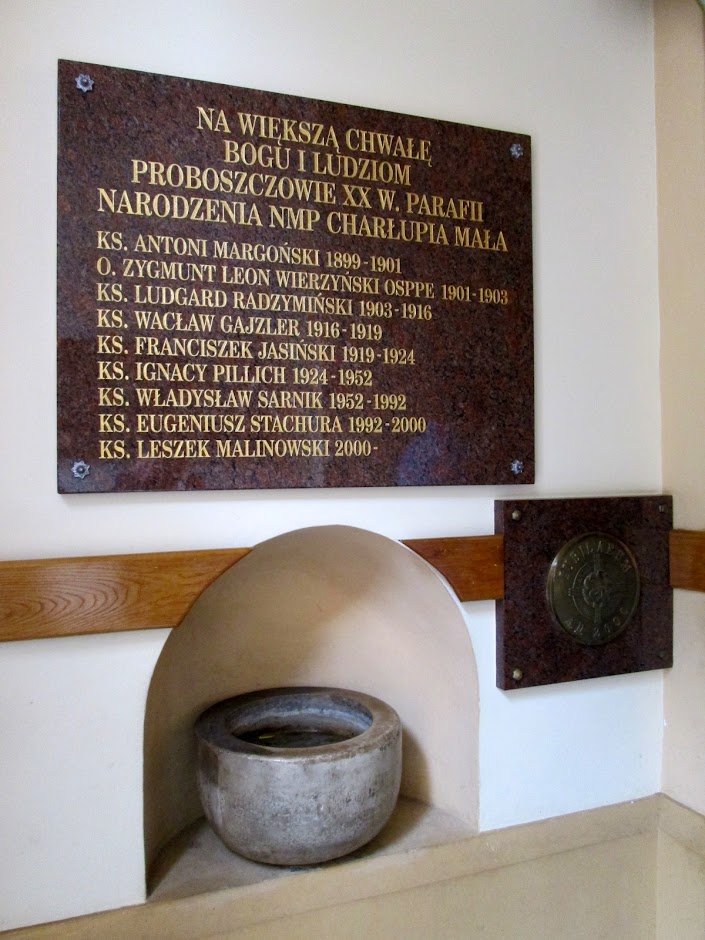 NA WIĘKSZĄ CHWAŁĘ
BOGU I LUDZIOM
PROBOSZCZOWIE XX W. PARAFII
NARODZENIA NMP CHARŁUPIA MAŁA
KS. ANTONI MARGOŃSKI 1899-1901
O. ZYGMUNT LEON WIERZYŃSKI OSPPE 1901-1903
KS. LUDGARD RADZYMIŃSKI 1903-1916
KS. WACŁAW GAJZLER 1916-1919
KS. FRANCISZEK JASIŃSKI 1919-1924
KS. IGNACY PILLICH 1924-1952
KS. WŁADYSŁAW SARNIK 1952-1992
KS. EUGENIUSZ STACHURA 1992-2000
KS. LESZEK MALINOWSKI 2000-
A.D. 2000